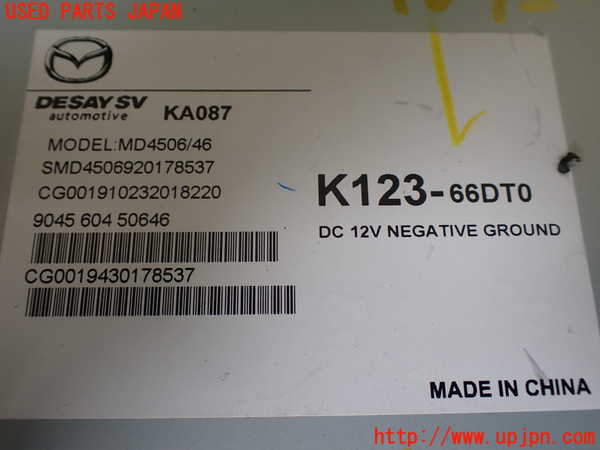 USED PARTS JAPAN
DESAY SV
automotive
KA087
MODEL:MD4506/46
SMD4506920178537
CG001910232018220
9045 604 50646
CG0019430178537
K123-66DT0
DC 12V NEGATIVE GROUND
MADE IN CHINA
http://www.upjpn.com/